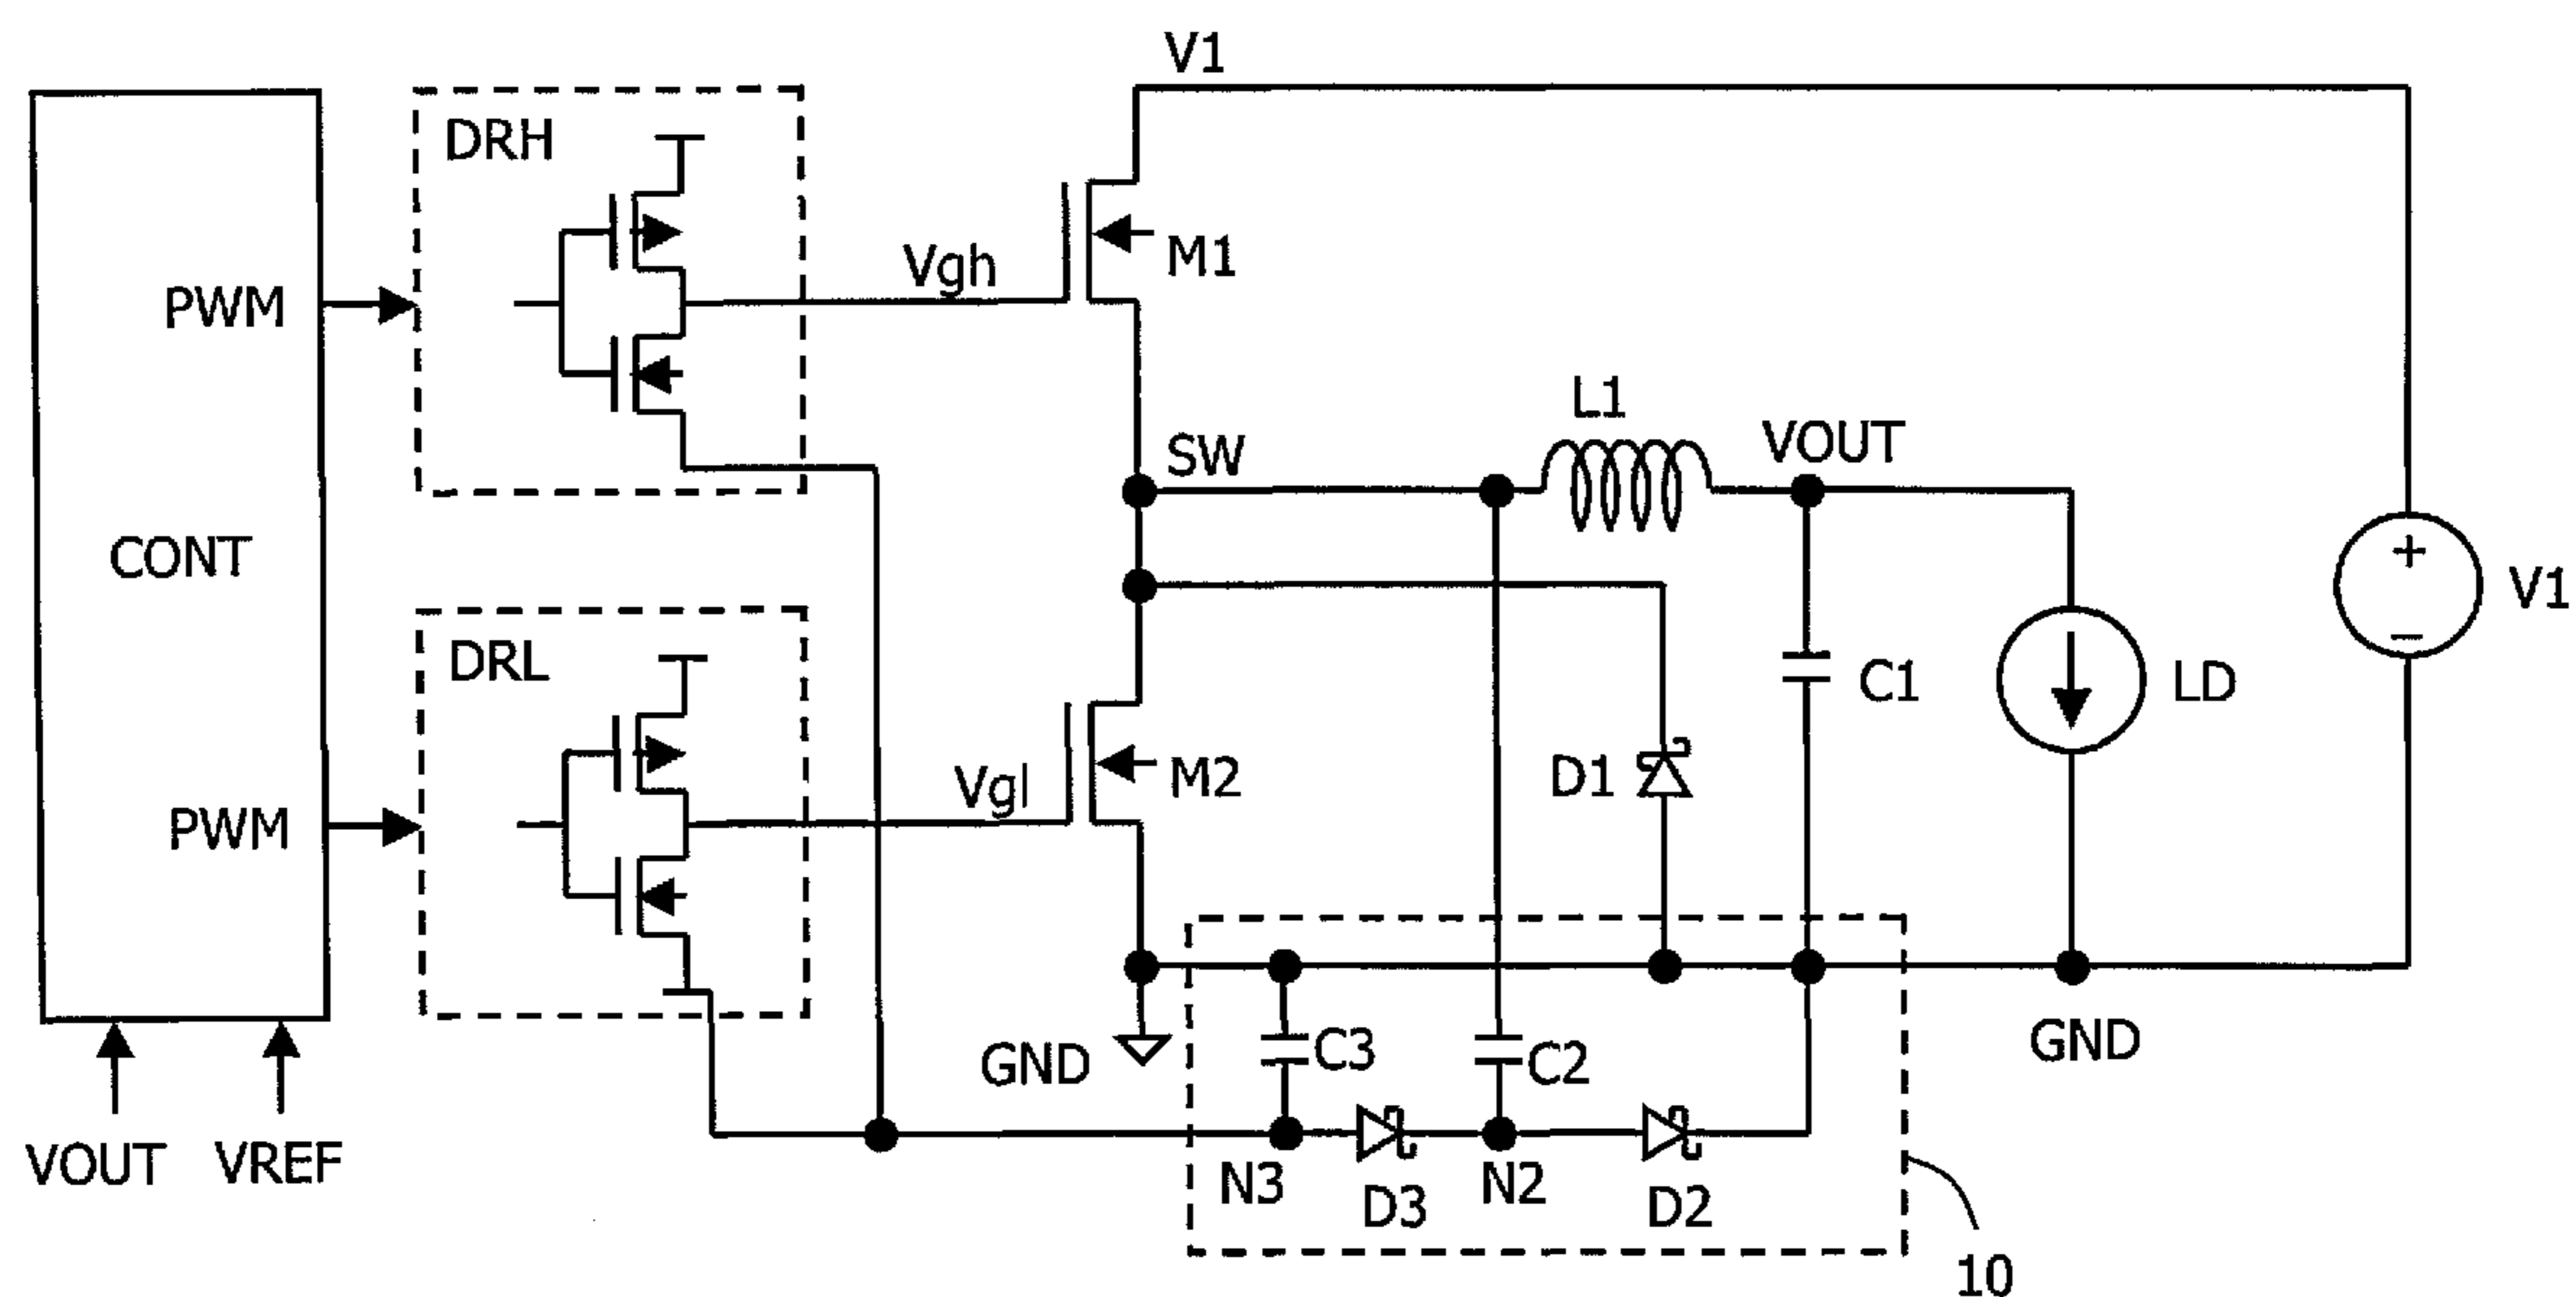 V1
DRH
PWM
Vgh
M1
L1
SW
VOUT
CONT
+
−
V1
DRL
PWM
Vgl
M2
D1
C1
LD
GND
C3
C2
GND
VOUT
VREF
N3
D3
N2
D2
10